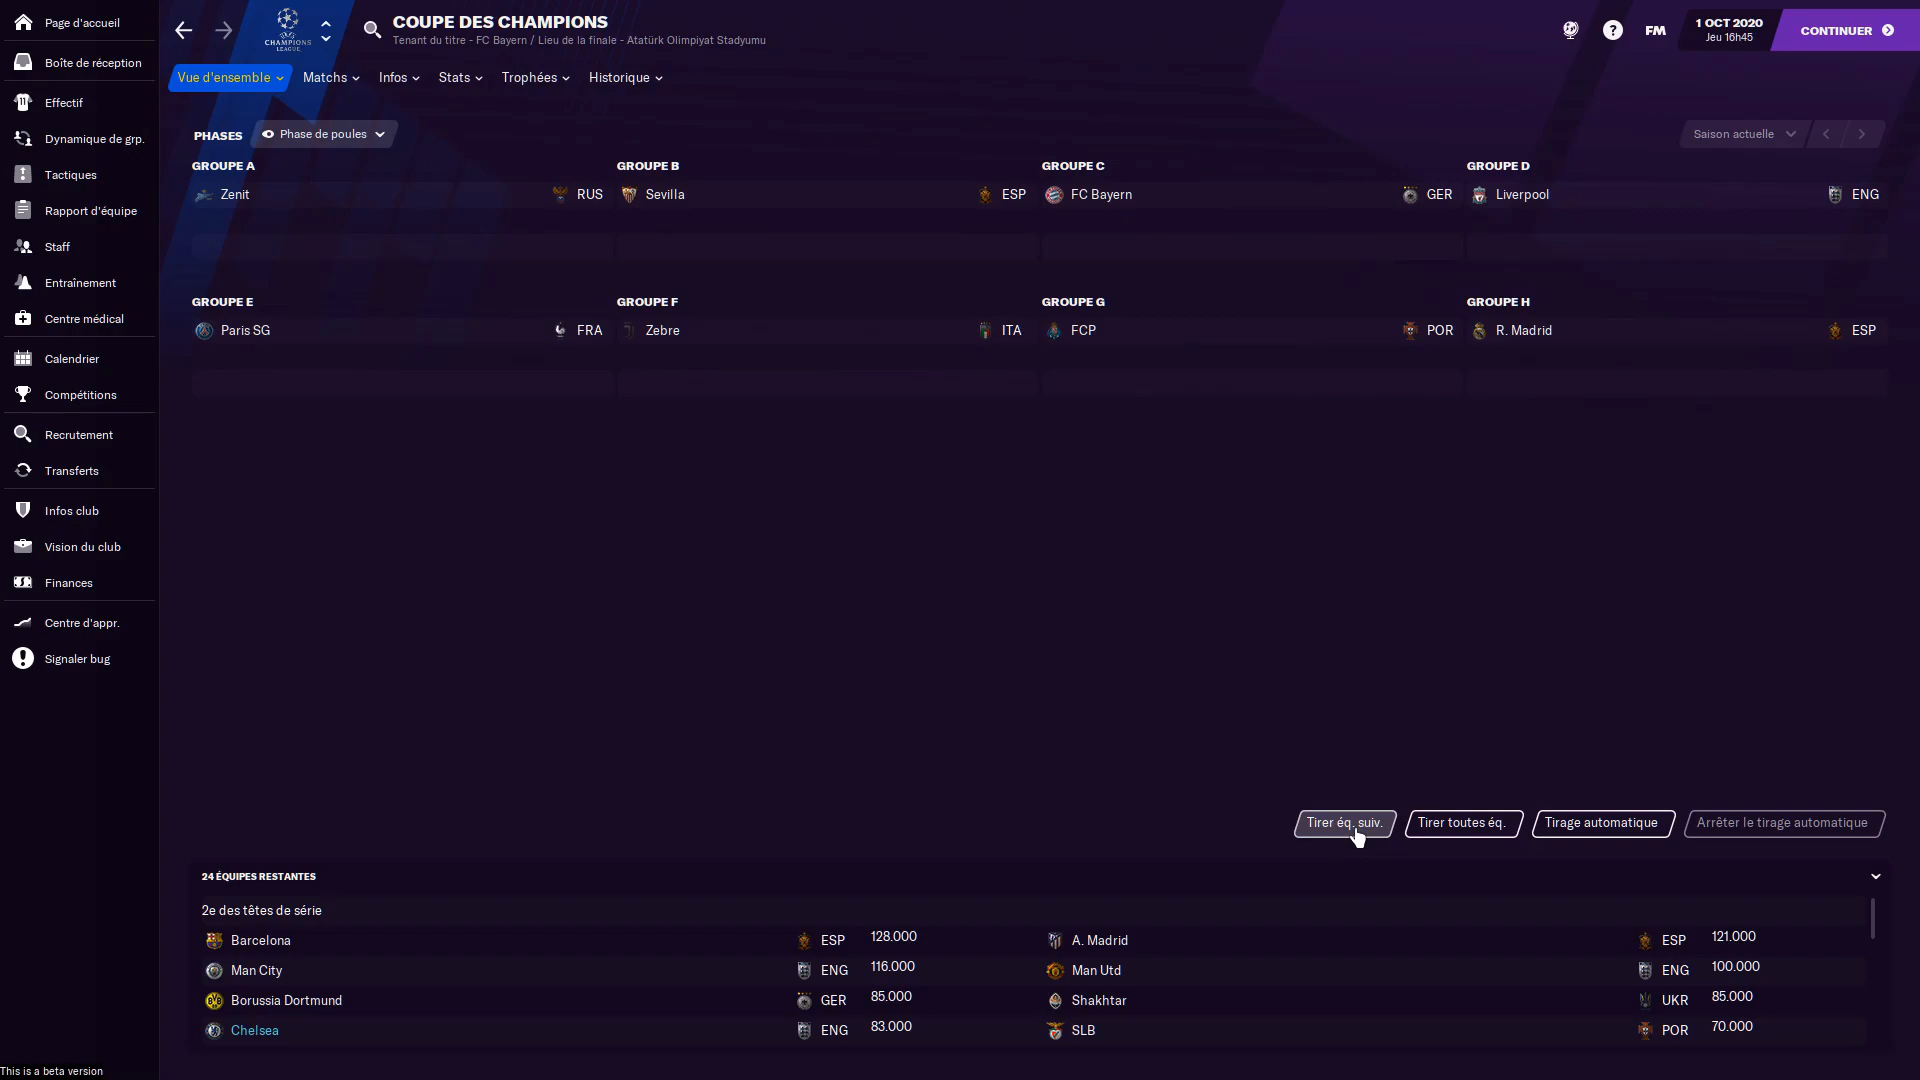 Page d'accueil
Boîte de réception
Effectif
Dynamique de grp.
Tactiques
Rapport d'équipe
Staff
Entraînement
Centre médical
Calendrier
Compétitions
Recrutement
Transferts
Infos club
Vision du club
Finances
Centre d'appr.
Signaler bug
This is a beta version
CHAMPIONS LEAGUE
COUPE DES CHAMPIONS
Tenant du titre - FC Bayern / Lieu de la finale - Atatürk Olimpiyat Stadyumu
FM
1 OCT 2020
Jeu 16h45
CONTINUER
Vue d'ensemble Matchs Infos Stats Trophées Historique
PHASES Phase de poules Saison actuelle
GROUPE A GROUPE B GROUPE C GROUPE D
Zenit RUS Sevilla ESP FC Bayern GER Liverpool ENG
GROUPE E GROUPE F GROUPE G GROUPE H
Paris SG FRA Zebre ITA FCP POR R. Madrid ESP
Tirer éq. suiv. Tirer toutes éq. Tirage automatique Arrêter le tirage automatique
24 ÉQUIPES RESTANTES
2e des têtes de série
Barcelona ESP 128.000 A. Madrid ESP 121.000
Man City ENG 116.000 Man Utd ENG 100.000
Borussia Dortmund GER 85.000 Shakhtar UKR 85.000
Chelsea ENG 83.000 SLB POR 70.000